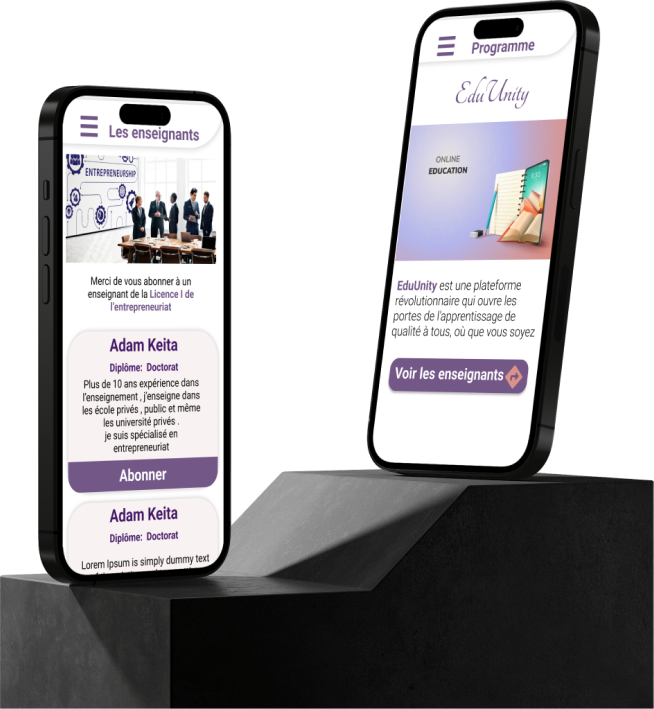 Les enseignants
ENTREPRENEURSHIP
Merci de vous abonner à un
enseignant de la Licence I de
l'entrepreneuriat
Adam Keita
Diplôme: Doctorat
Plus de 10 ans expérience dans
l'enseignement , j'enseigne dans
les école privés , public et même
les université privés .
je suis spécialisé en
entrepreneuriat
Abonner
Adam Keita
Diplôme: Doctorat
Lorem Ipsum is simply dummy text
Programme
EduUnity
ONLINE
EDUCATION
EduUnity est une plateforme
révolutionnaire qui ouvre les
portes de l'apprentissage de
qualité à tous, où que vous soyez
Voir les enseignants